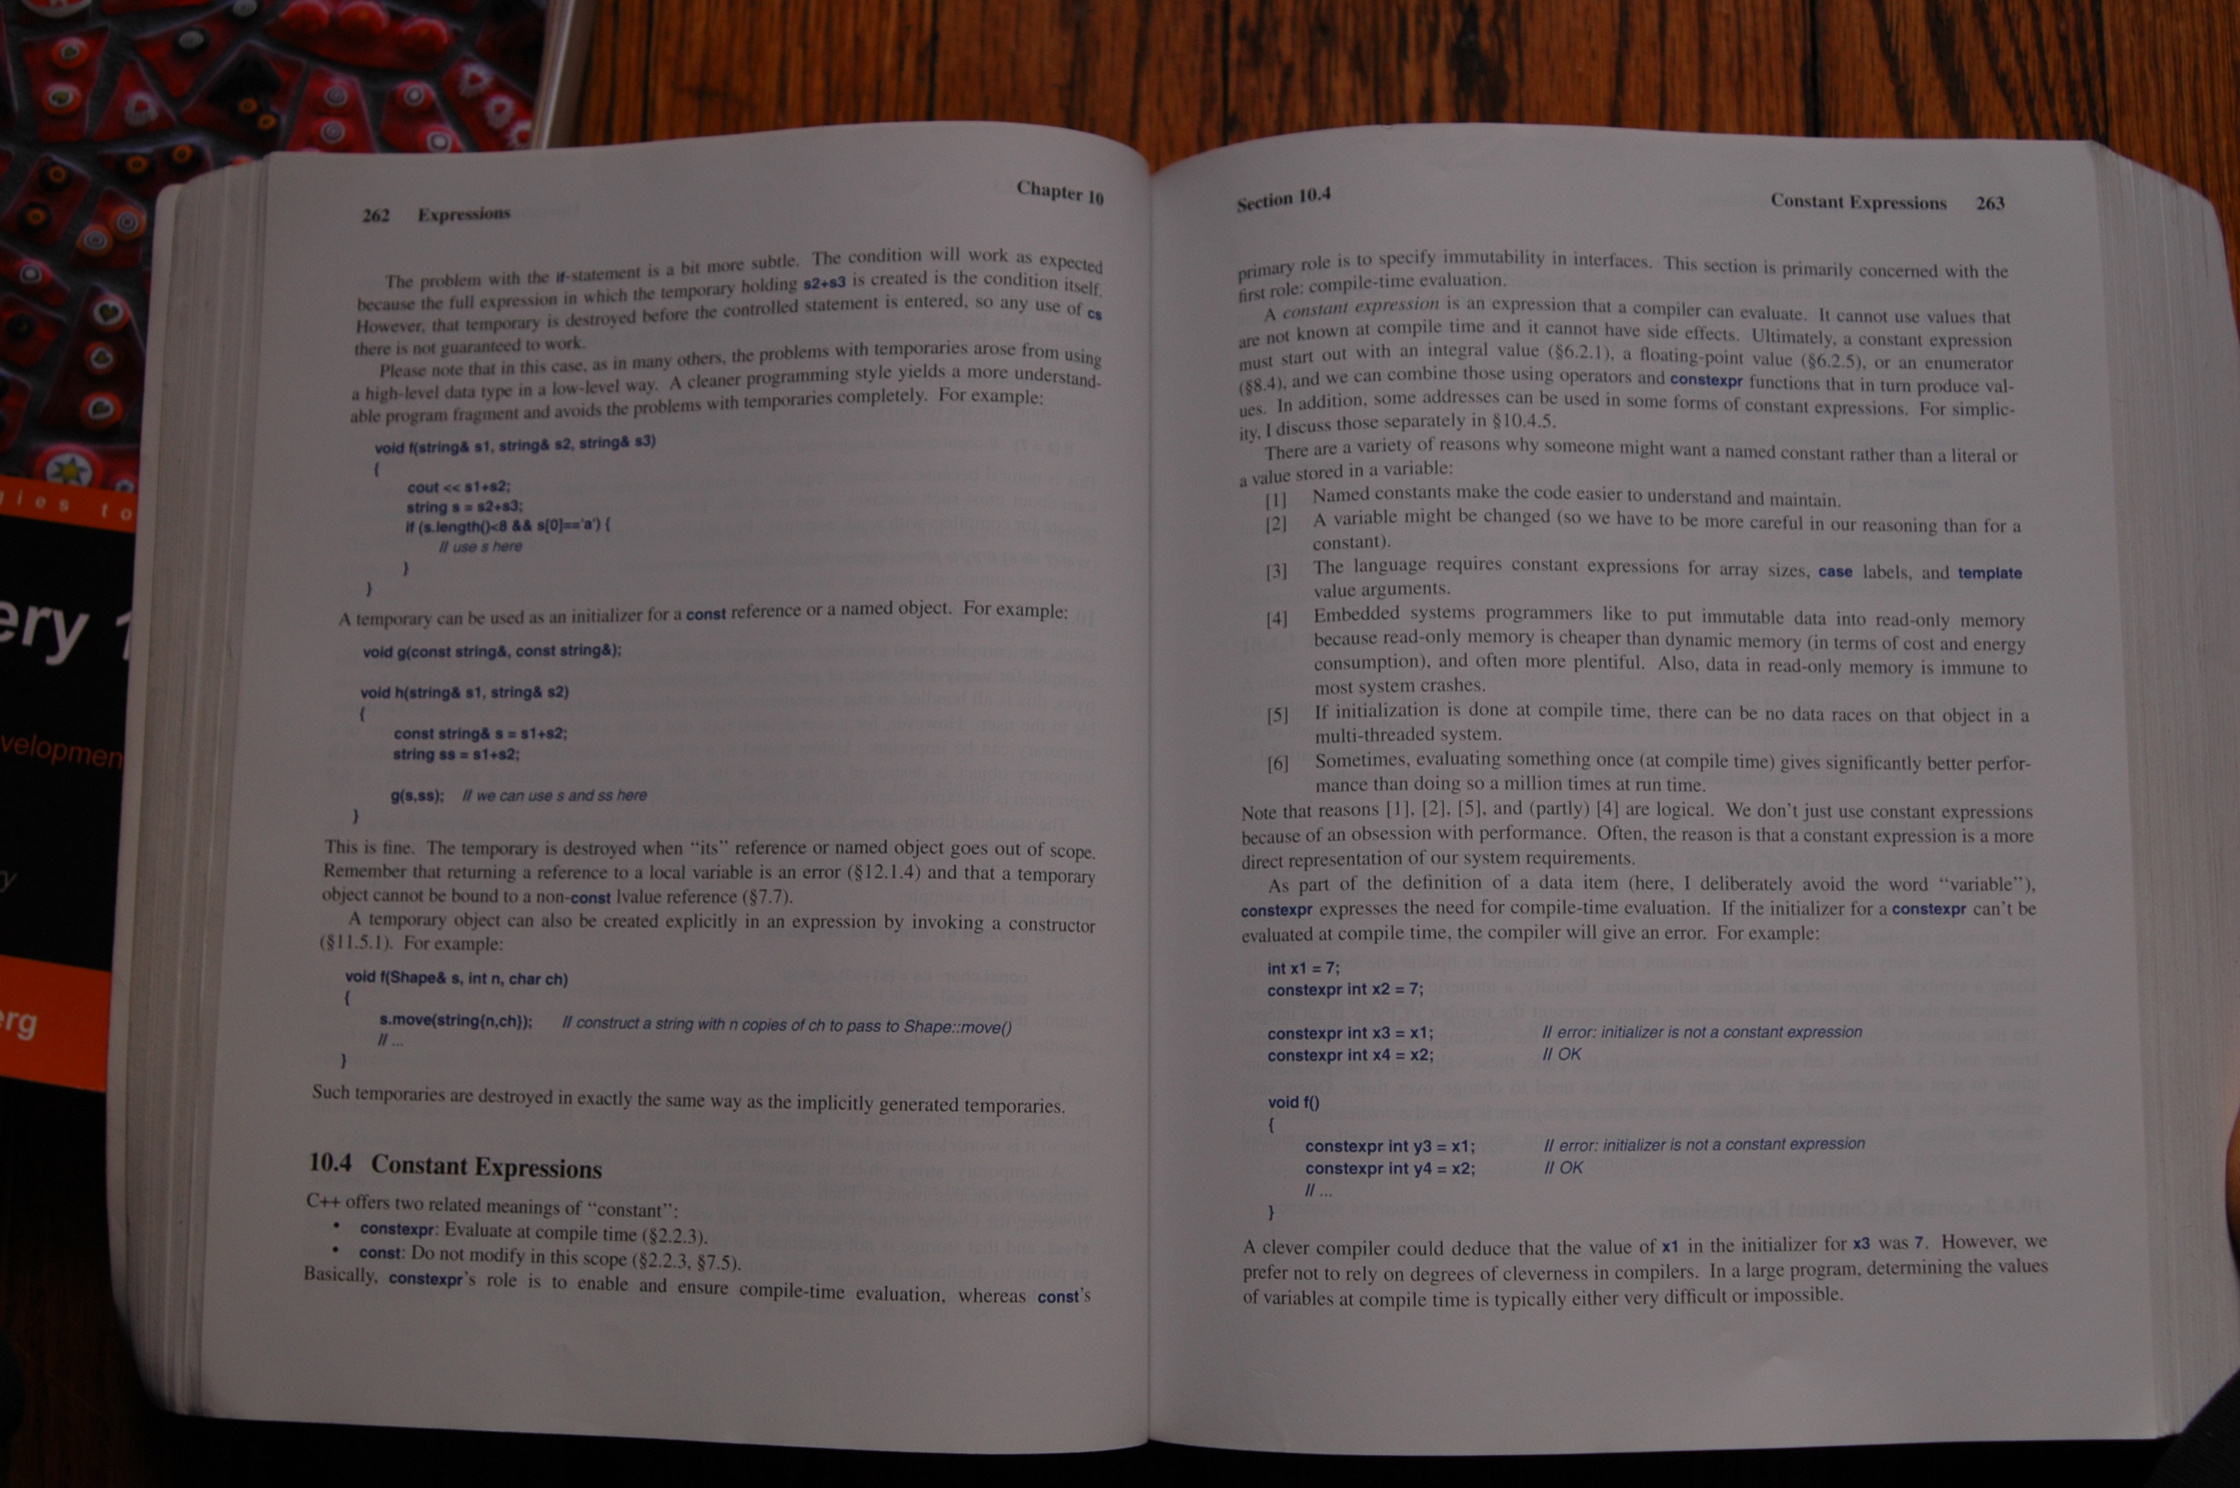 262 Expressions Chapter 10
The problem with the if-statement is a bit more subtle. The condition will work as expected
because the full expression in which the temporary holding s2+s3 is created is the condition itself.
However, that temporary is destroyed before the controlled statement is entered, so any use of cs
there is not guaranteed to work.
Please note that in this case, as in many others, the problems with temporaries arose from using
a high-level data type in a low-level way. A cleaner programming style yields a more understand-
able program fragment and avoids the problems with temporaries completely. For example:
void f(string& s1, string& s2, string& s3)
{
cout << s1+s2;
string s = s2+s3;
if (s.length()<8 && s[0]=='a') {
// use s here
}
}
A temporary can be used as an initializer for a const reference or a named object. For example:
void g(const string&, const string&);
void h(string& s1, string& s2)
{
const string& s = s1+s2;
string ss = s1+s2;
g(s,ss); // we can use s and ss here
}
This is fine. The temporary is destroyed when "its" reference or named object goes out of scope.
Remember that returning a reference to a local variable is an error (§12.1.4) and that a temporary
object cannot be bound to a non-const lvalue reference (§7.7).
A temporary object can also be created explicitly in an expression by invoking a constructor
(§11.5.1). For example:
void f(Shape& s, int n, char ch)
{
s.move(string{n,ch}); // construct a string with n copies of ch to pass to Shape::move()
// ...
}
Such temporaries are destroyed in exactly the same way as the implicitly generated temporaries.
10.4 Constant Expressions
C++ offers two related meanings of "constant":
• constexpr: Evaluate at compile time (§2.2.3).
• const: Do not modify in this scope (§2.2.3, §7.5).
Basically, constexpr's role is to enable and ensure compile-time evaluation, whereas const's
Section 10.4 Constant Expressions 263
primary role is to specify immutability in interfaces. This section is primarily concerned with the
first role: compile-time evaluation.
A constant expression is an expression that a compiler can evaluate. It cannot use values that
are not known at compile time and it cannot have side effects. Ultimately, a constant expression
must start out with an integral value (§6.2.1), a floating-point value (§6.2.5), or an enumerator
(§8.4), and we can combine those using operators and constexpr functions that in turn produce val-
ues. In addition, some addresses can be used in some forms of constant expressions. For simplic-
ity, I discuss those separately in §10.4.5.
There are a variety of reasons why someone might want a named constant rather than a literal or
a value stored in a variable:
[1] Named constants make the code easier to understand and maintain.
[2] A variable might be changed (so we have to be more careful in our reasoning than for a
constant).
[3] The language requires constant expressions for array sizes, case labels, and template
value arguments.
[4] Embedded systems programmers like to put immutable data into read-only memory
because read-only memory is cheaper than dynamic memory (in terms of cost and energy
consumption), and often more plentiful. Also, data in read-only memory is immune to
most system crashes.
[5] If initialization is done at compile time, there can be no data races on that object in a
multi-threaded system.
[6] Sometimes, evaluating something once (at compile time) gives significantly better perfor-
mance than doing so a million times at run time.
Note that reasons [1], [2], [5], and (partly) [4] are logical. We don't just use constant expressions
because of an obsession with performance. Often, the reason is that a constant expression is a more
direct representation of our system requirements.
As part of the definition of a data item (here, I deliberately avoid the word "variable"),
constexpr expresses the need for compile-time evaluation. If the initializer for a constexpr can't be
evaluated at compile time, the compiler will give an error. For example:
int x1 = 7;
constexpr int x2 = 7;
constexpr int x3 = x1; // error: initializer is not a constant expression
constexpr int x4 = x2; // OK
void f()
{
constexpr int y3 = x1; // error: initializer is not a constant expression
constexpr int y4 = x2; // OK
// ...
}
A clever compiler could deduce that the value of x1 in the initializer for x3 was 7. However, we
prefer not to rely on degrees of cleverness in compilers. In a large program, determining the values
of variables at compile time is typically either very difficult or impossible.